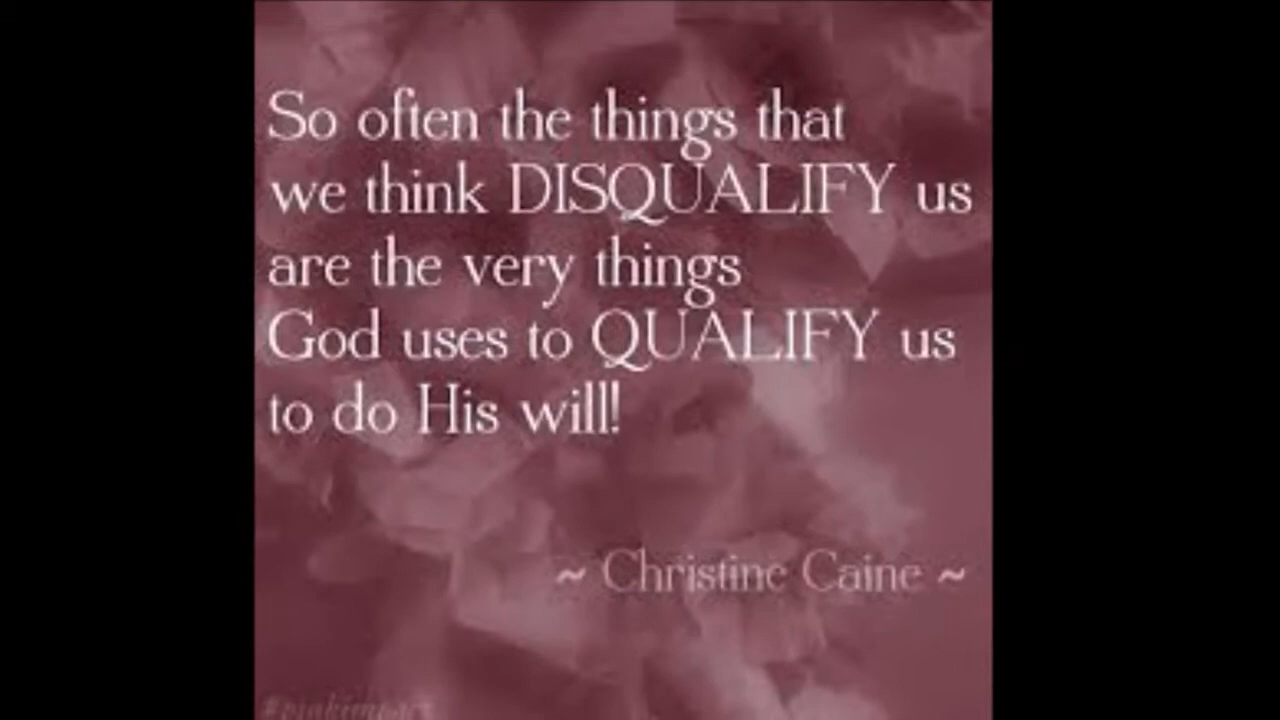 So often the things that
we think DISQUALIFY us
are the very things
God uses to QUALIFY us
to do His will!
~ Christine Caine ~